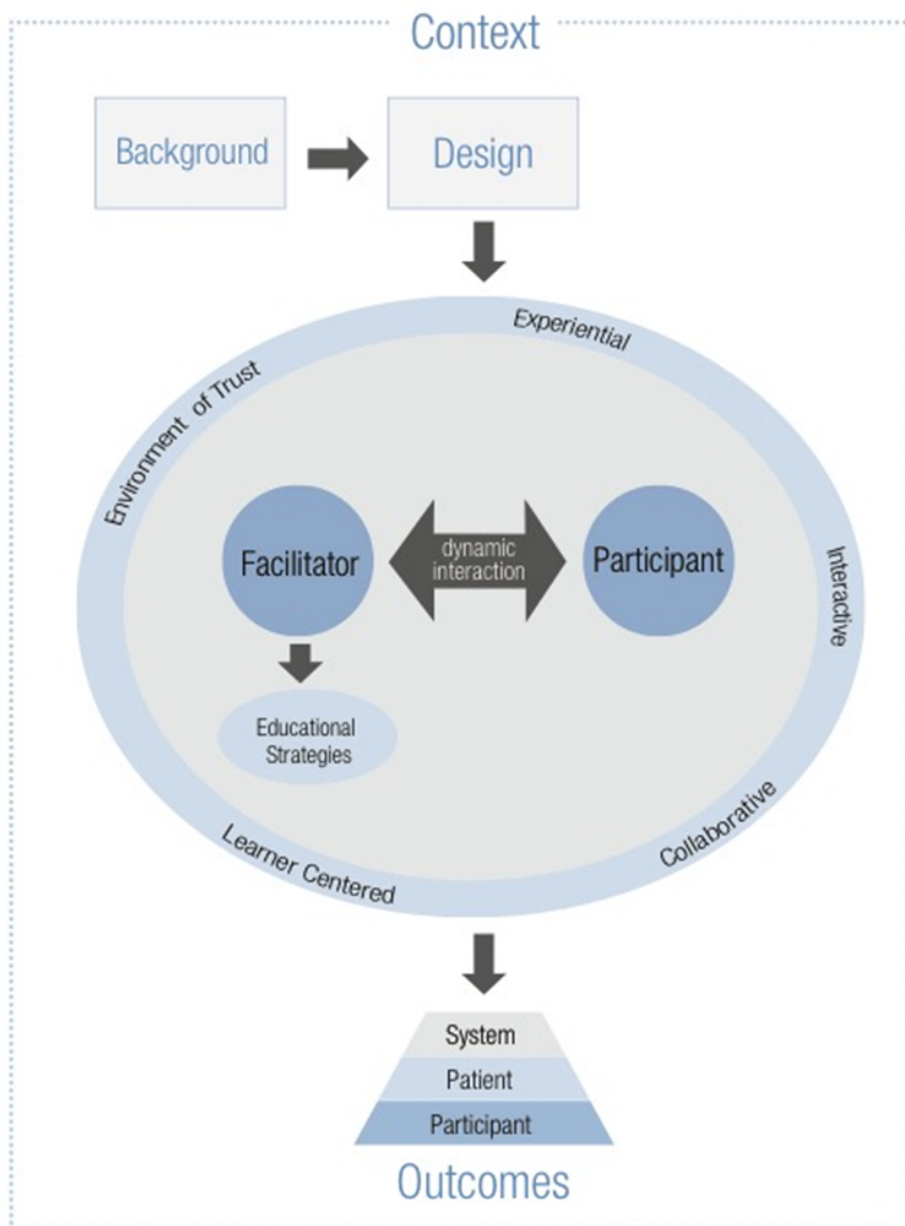 Context
Background
Design
Experiential
Environment of Trust
Interactive
Facilitator
dynamic
interaction
Participant
Educational
Strategies
Learner Centered
Collaborative
System
Patient
Participant
Outcomes